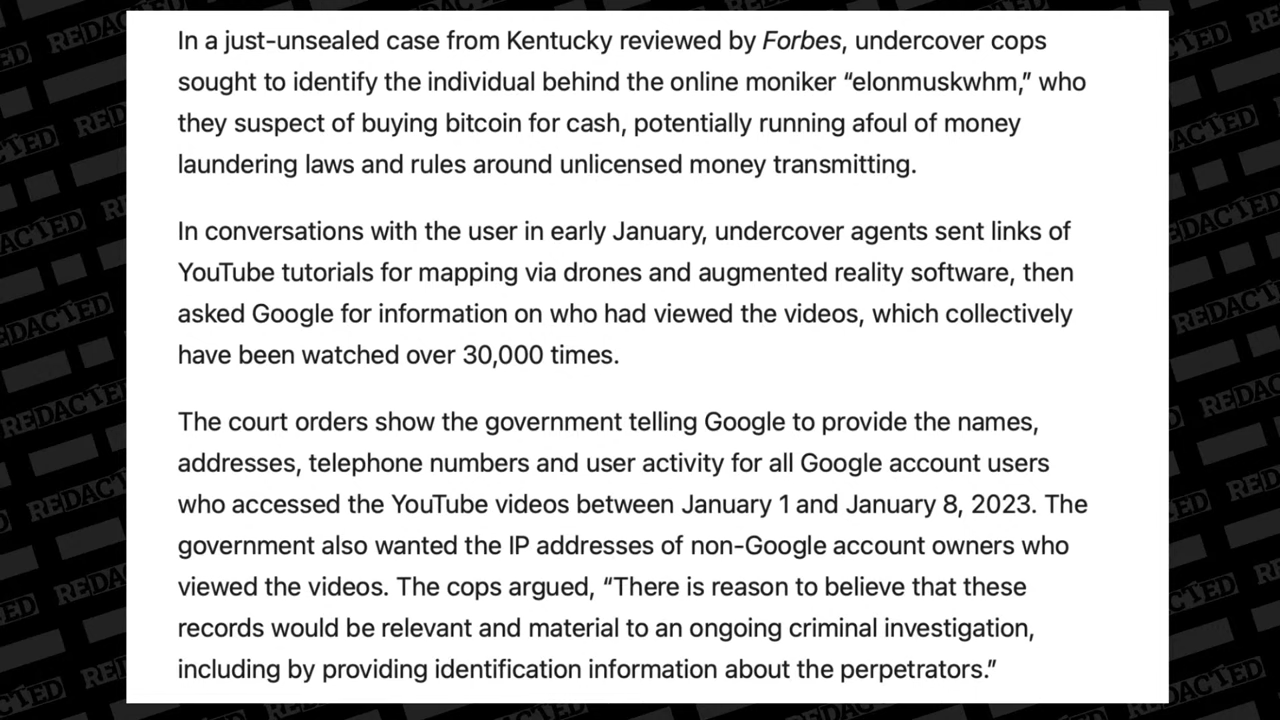 In a just-unsealed case from Kentucky reviewed by Forbes, undercover cops
sought to identify the individual behind the online moniker “elonmuskwhm,” who
they suspect of buying bitcoin for cash, potentially running afoul of money
laundering laws and rules around unlicensed money transmitting.
In conversations with the user in early January, undercover agents sent links of
YouTube tutorials for mapping via drones and augmented reality software, then
asked Google for information on who had viewed the videos, which collectively
have been watched over 30,000 times.
The court orders show the government telling Google to provide the names,
addresses, telephone numbers and user activity for all Google account users
who accessed the YouTube videos between January 1 and January 8, 2023. The
government also wanted the IP addresses of non-Google account owners who
viewed the videos. The cops argued, “There is reason to believe that these
records would be relevant and material to an ongoing criminal investigation,
including by providing identification information about the perpetrators.”
REDACTED